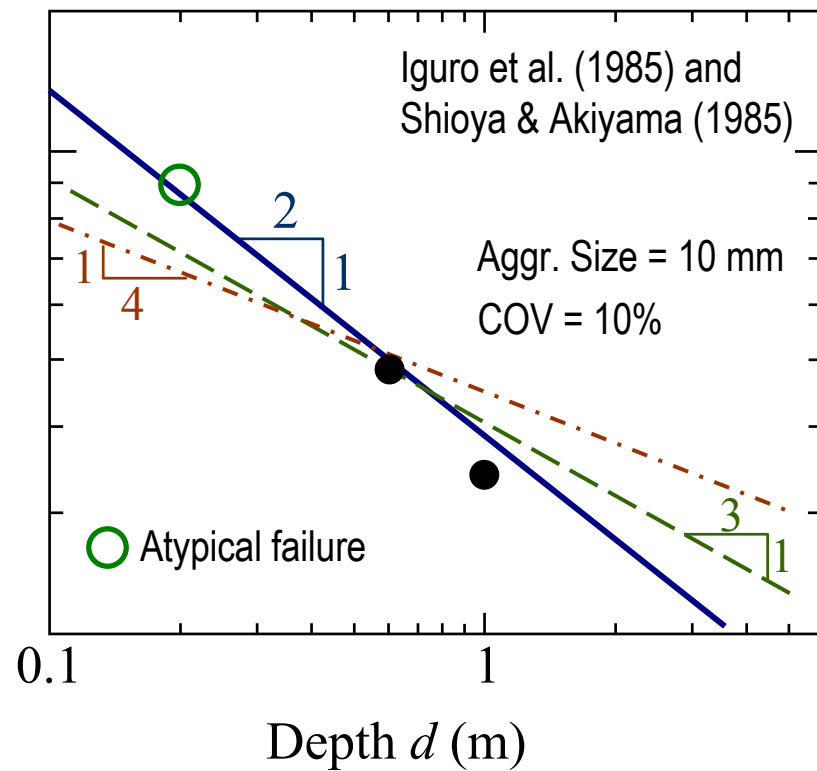 Iguro et al. (1985) and
Shioya & Akiyama (1985)
2
1
1
4
Aggr. Size = 10 mm
COV = 10%
3
1
Atypical failure
0.1
1
Depth d (m)